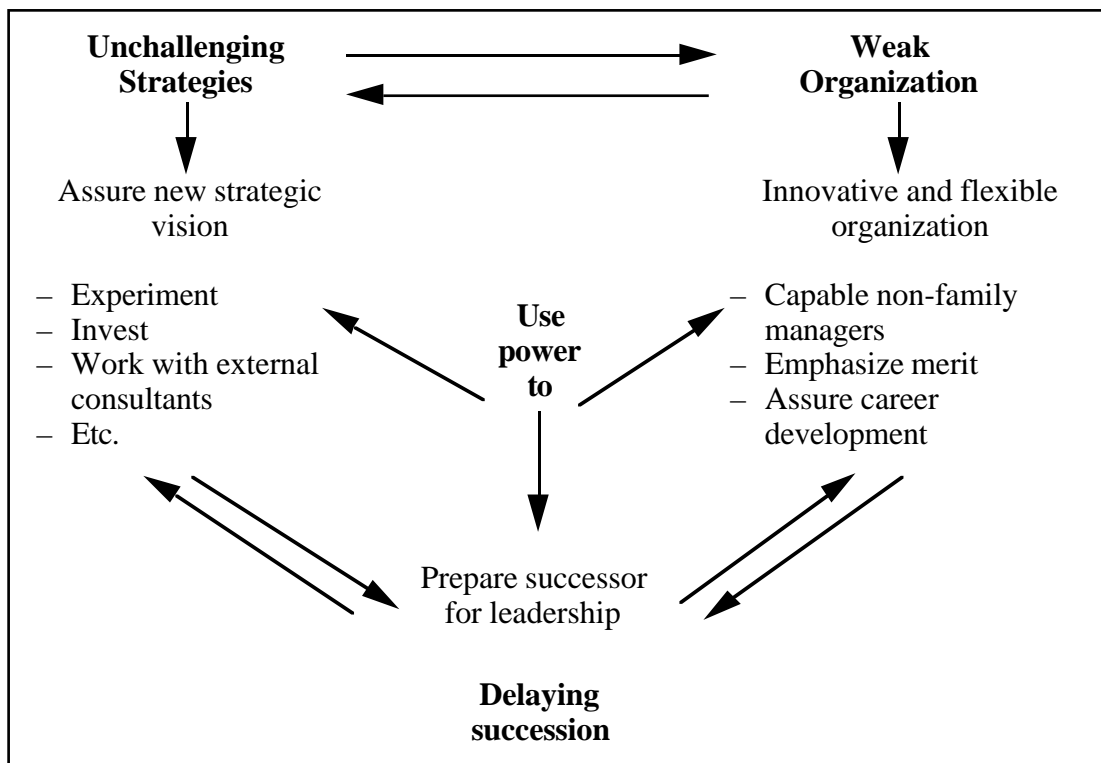 Unchallenging
Strategies
Weak
Organization
Assure new strategic
vision
Innovative and flexible
organization
– Experiment
– Invest
– Work with external
consultants
– Etc.
Use
power
to
– Capable non-family
managers
– Emphasize merit
– Assure career
development
Prepare successor
for leadership
Delaying
succession